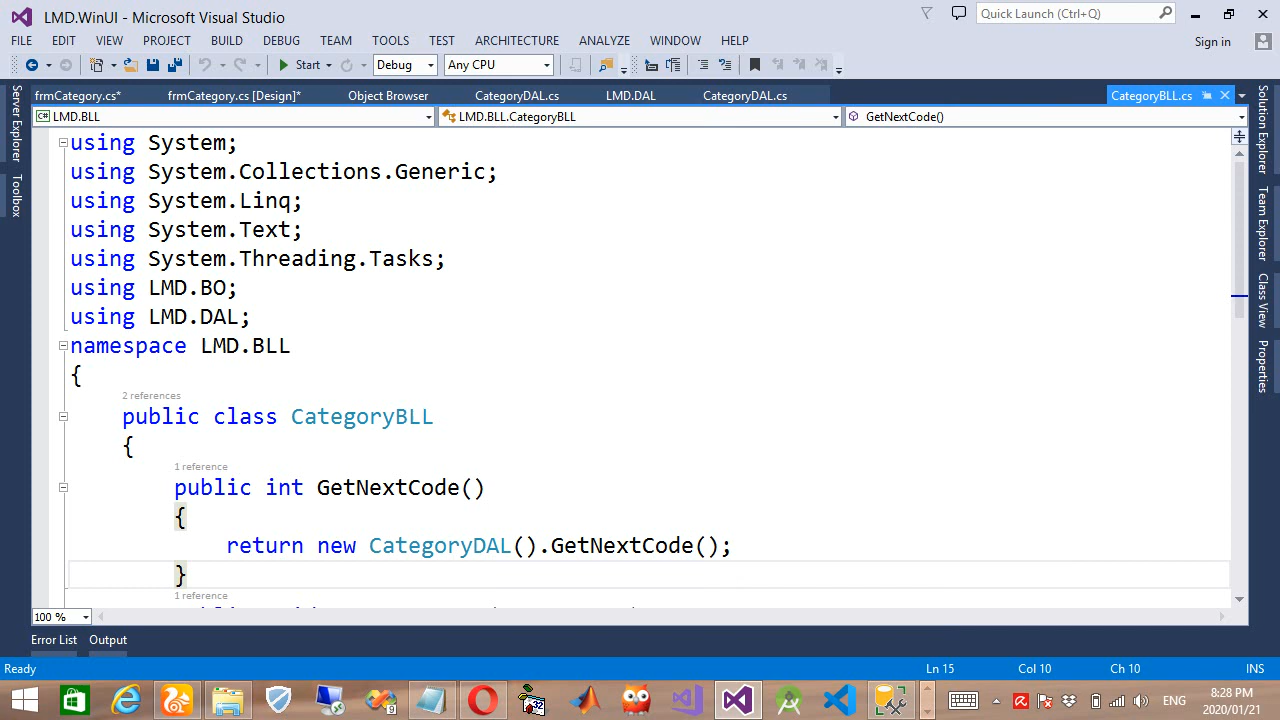 LMD.WinUI - Microsoft Visual Studio
Quick Launch (Ctrl+Q)
FILE EDIT VIEW PROJECT BUILD DEBUG TEAM TOOLS TEST ARCHITECTURE ANALYZE WINDOW HELP
Sign in
Start Debug Any CPU
frmCategory.cs* frmCategory.cs [Design]* Object Browser CategoryDAL.cs LMD.DAL CategoryDAL.cs CategoryBLL.cs
LMD.BLL LMD.BLL.CategoryBLL GetNextCode()
Server Explorer
Toolbox
Solution Explorer
Team Explorer
Class View
Properties
using System;
using System.Collections.Generic;
using System.Linq;
using System.Text;
using System.Threading.Tasks;
using LMD.BO;
using LMD.DAL;
namespace LMD.BLL
{
2 references
public class CategoryBLL
{
1 reference
public int GetNextCode()
{
return new CategoryDAL().GetNextCode();
}
1 reference
100 %
Error List Output
Ready Ln 15 Col 10 Ch 10 INS
ENG
8:28 PM
2020/01/21